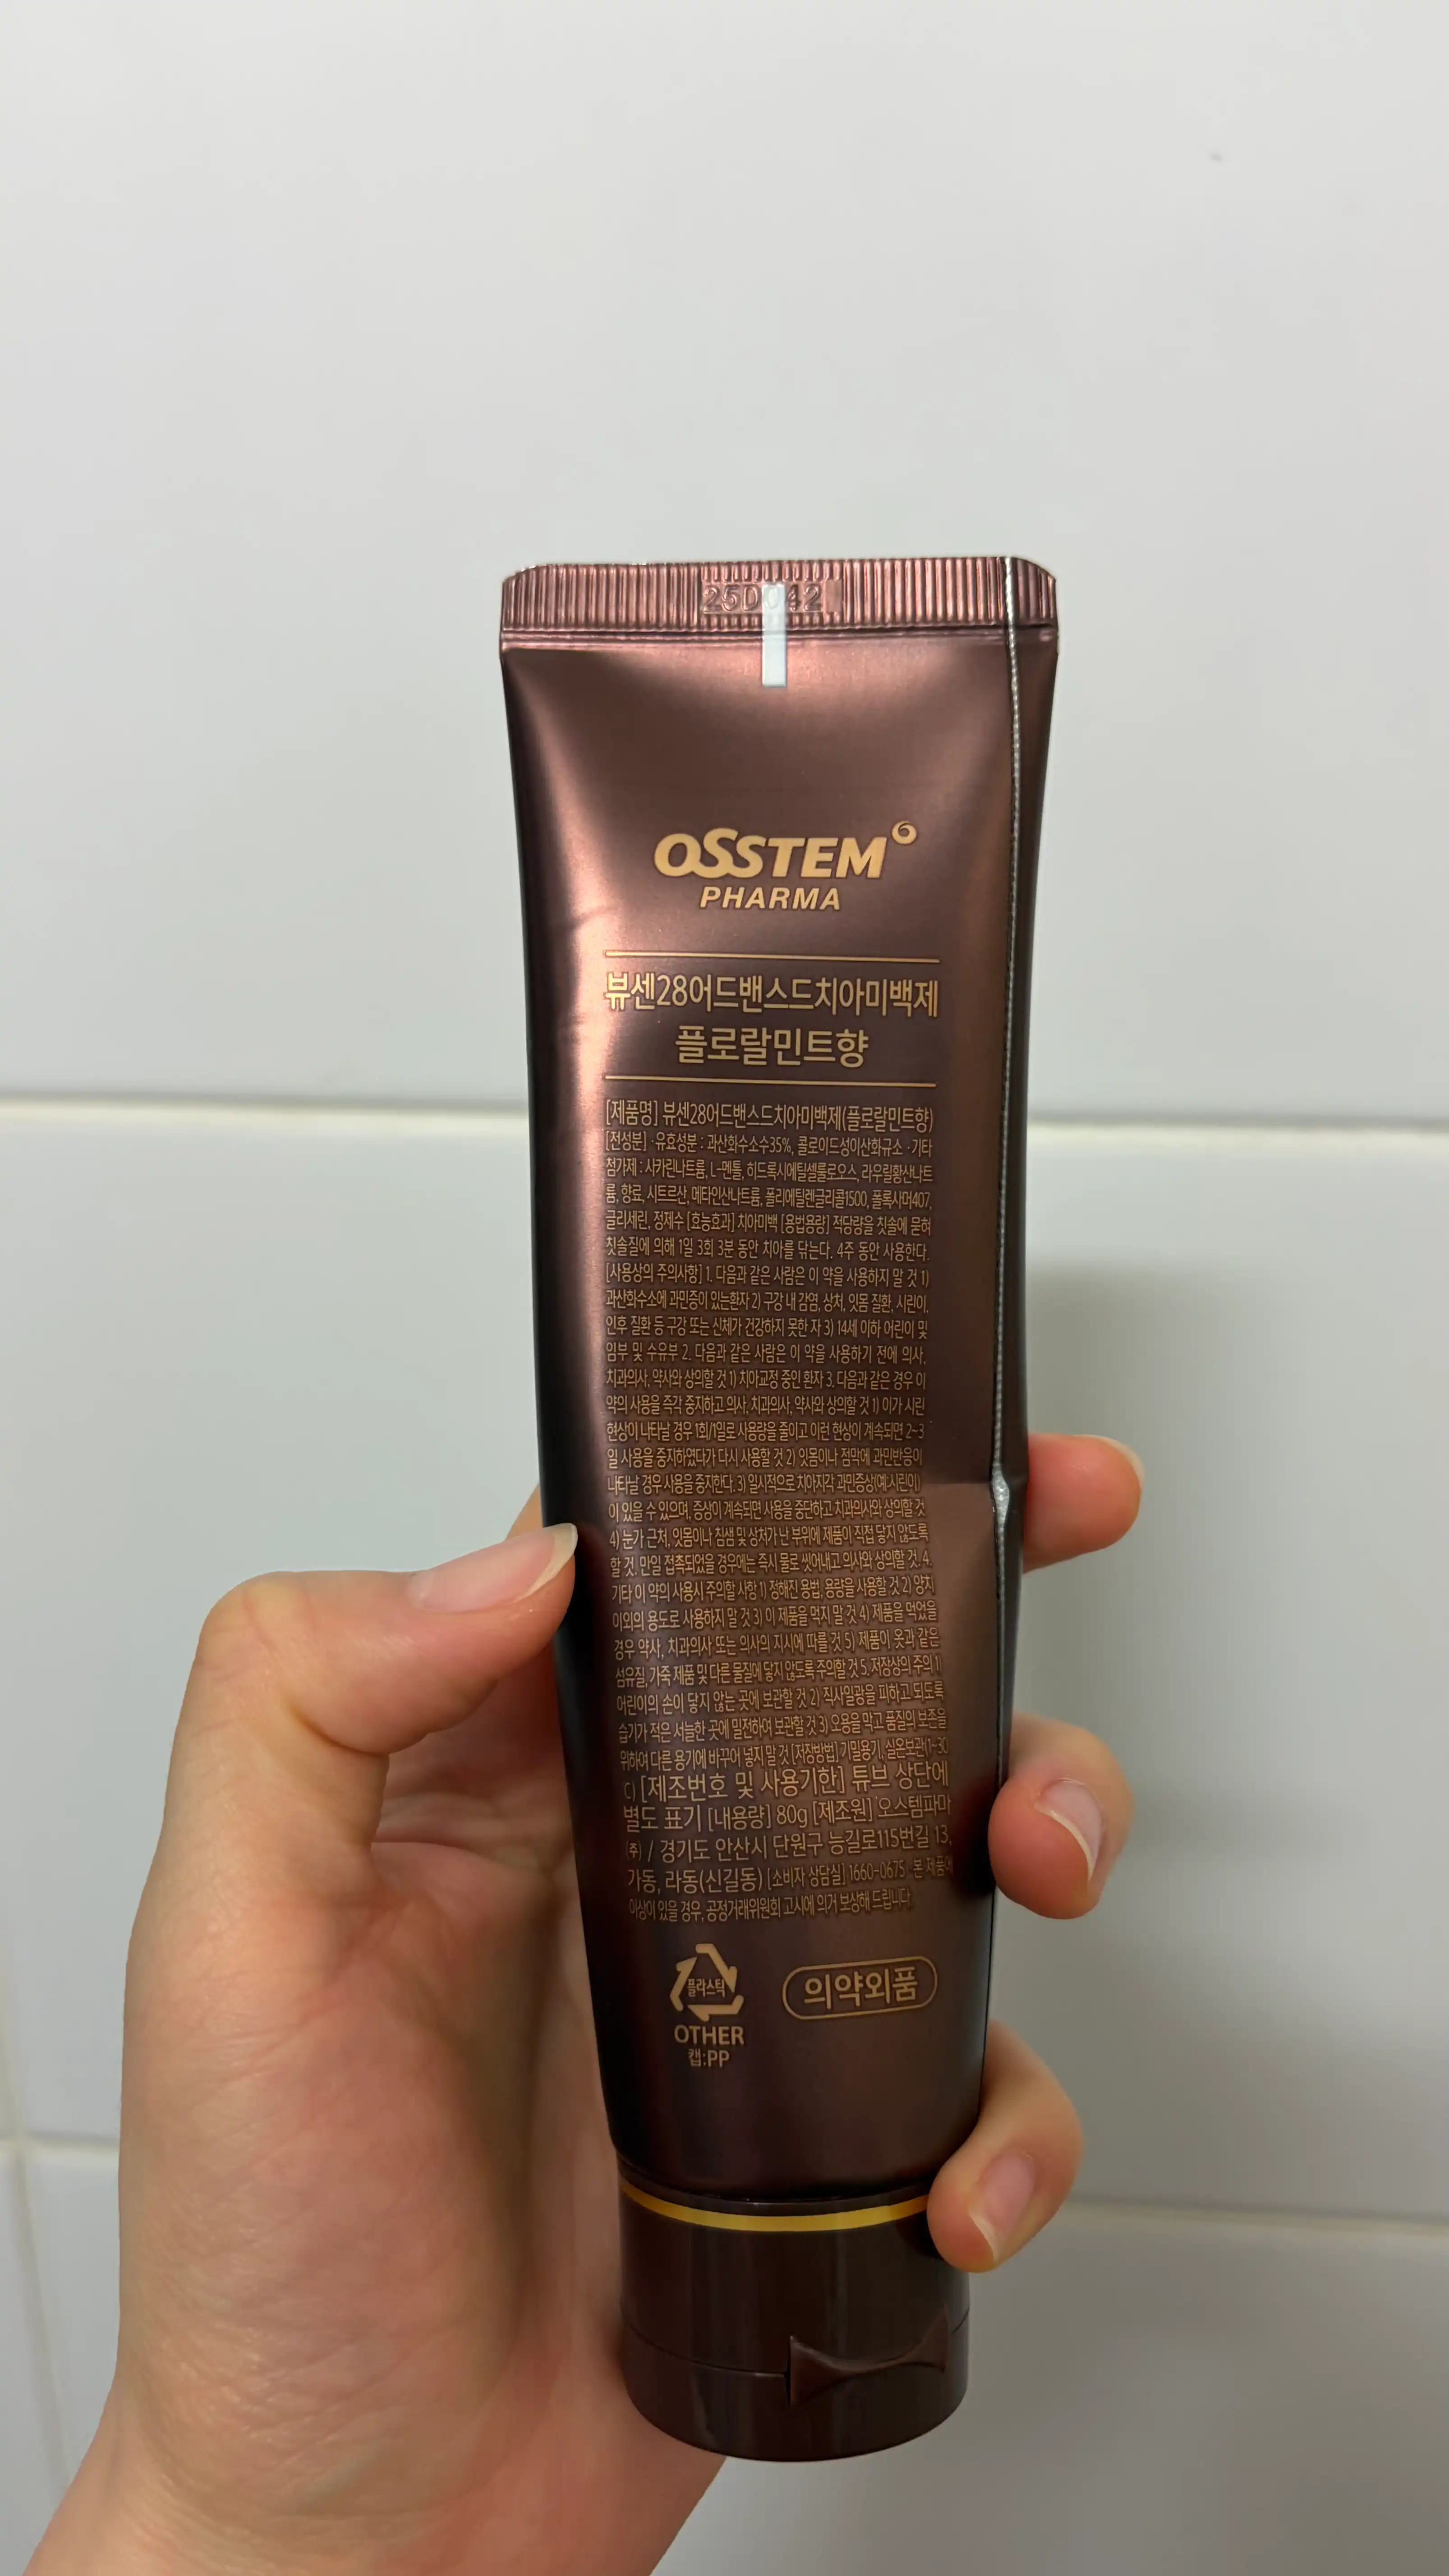 25D042
OSSTEM
PHARMA
뷰센28어드밴스드치아미백제
플로랄민트향
[제품명] 뷰센28어드밴스드치아미백제(플로랄민트향)
[전성분] ·유효성분 : 과산화수소수35%, 콜로이드성이산화규소 ·기타
첨가제 : 사카린나트륨, L-멘톨, 히드록시에틸셀룰로오스, 라우릴황산나트
륨, 향료, 시트르산, 메타인산나트륨, 폴리에틸렌글리콜1500, 폴록사머407,
글리세린, 정제수 [효능효과] 치아미백 [용법용량] 적당량을 칫솔에 묻혀
칫솔질에 의해 1일 3회 3분 동안 치아를 닦는다. 4주 동안 사용한다.
[사용상의 주의사항] 1. 다음과 같은 사람은 이 약을 사용하지 말 것 1)
과산화수소에 과민증이 있는환자 2) 구강 내 감염, 상처, 잇몸 질환, 시린이,
인후 질환 등 구강 또는 신체가 건강하지 못한 자 3) 14세 이하 어린이 및
임부 및 수유부 2. 다음과 같은 사람은 이 약을 사용하기 전에 의사,
치과의사, 약사와 상의할 것 1) 치아교정 중인 환자 3. 다음과 같은 경우 이
약의 사용을 즉각 중지하고 의사, 치과의사, 약사와 상의할 것 1) 이가 시린
현상이 나타날 경우 1회/1일로 사용량을 줄이고 이런 현상이 계속되면 2~3
일 사용을 중지하였다가 다시 사용할 것 2) 잇몸이나 점막에 과민반응이
나타날 경우 사용을 중지한다. 3) 일시적으로 치아지각 과민증상(예:시린이)
이 있을 수 있으며, 증상이 계속되면 사용을 중단하고 치과의사와 상의할 것
4) 눈가 근처, 잇몸이나 침샘 및 상처가 난 부위에 제품이 직접 닿지 않도록
할 것. 만일 접촉되었을 경우에는 즉시 물로 씻어내고 의사와 상의할 것. 4.
기타 이 약의 사용시 주의할 사항 1) 정해진 용법, 용량을 사용할 것 2) 양치
이외의 용도로 사용하지 말 것 3) 이 제품을 먹지 말 것 4) 제품을 먹었을
경우 약사, 치과의사 또는 의사의 지시에 따를 것 5) 제품이 옷과 같은
섬유질, 가죽 제품 및 다른 물질에 닿지 않도록 주의할 것 5. 저장상의 주의 1)
어린이의 손이 닿지 않는 곳에 보관할 것 2) 직사일광을 피하고 되도록
습기가 적은 서늘한 곳에 밀전하여 보관할 것 3) 오용을 막고 품질의 보존을
위하여 다른 용기에 바꾸어 넣지 말 것 [저장방법] 기밀용기, 실온보관(1~30
℃) [제조번호 및 사용기한] 튜브 상단에
별도 표기 [내용량] 80g [제조원] 오스템파마
㈜ / 경기도 안산시 단원구 능길로115번길 13,
가동, 라동(신길동) [소비자 상담실] 1660-0675 · 본 제품에
이상이 있을 경우, 공정거래위원회 고시에 의거 보상해 드립니다.
플라스틱
OTHER
캡:PP
의약외품